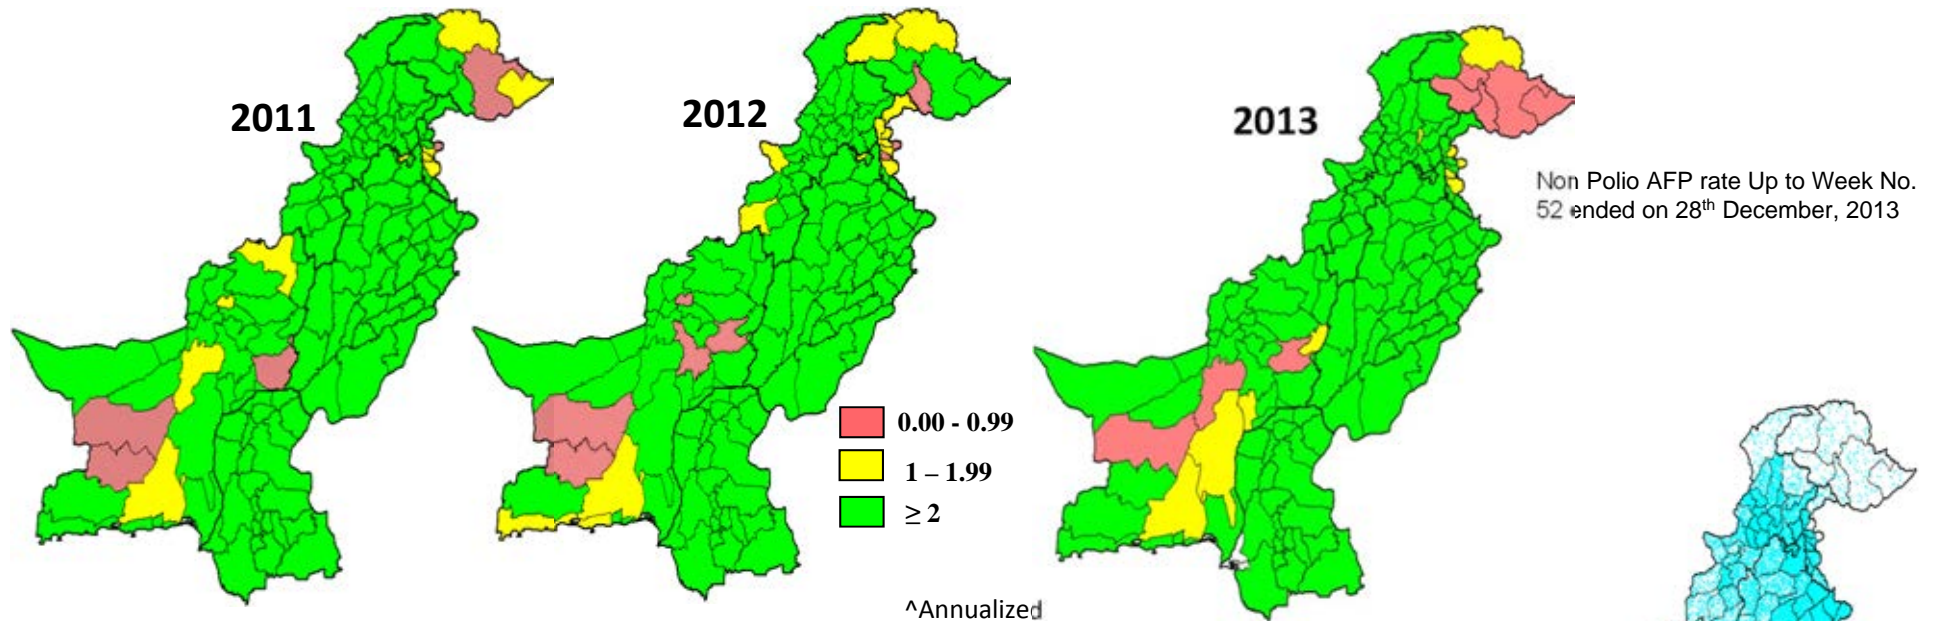 2011
2012
2013
Non Polio AFP rate Up to Week No.
52 ended on 28th December, 2013
0.00 - 0.99
1 – 1.99
≥ 2
^Annualized